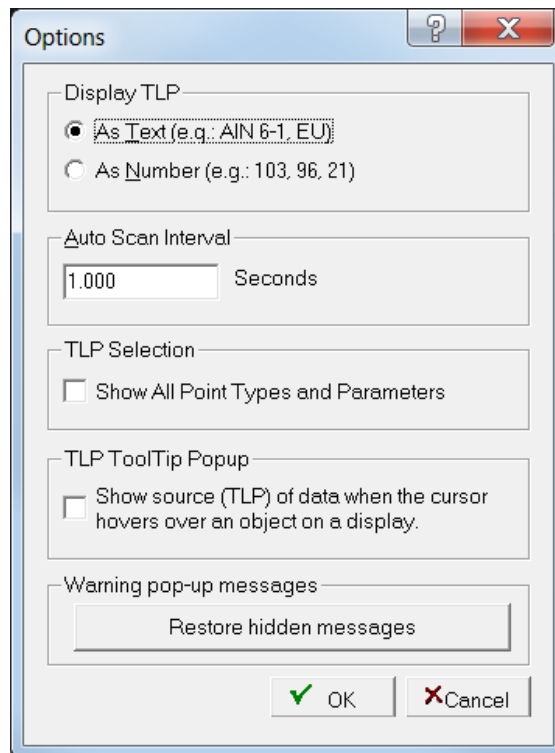 Options
Display TLP
As Text (e.g.: AIN 6-1, EU)
As Number (e.g.: 103, 96, 21)
Auto Scan Interval
1.000 Seconds
TLP Selection
Show All Point Types and Parameters
TLP ToolTip Popup
Show source (TLP) of data when the cursor
hovers over an object on a display.
Warning pop-up messages
Restore hidden messages
OK Cancel